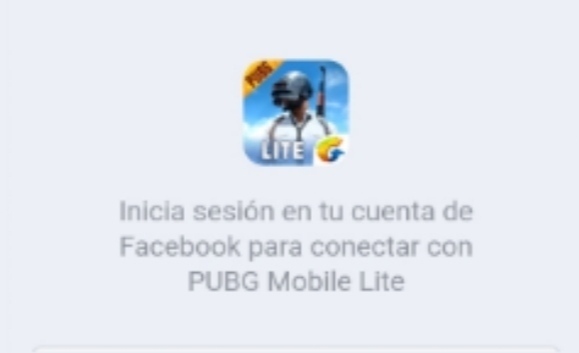 PUBG
LITE
Inicia sesión en tu cuenta de
Facebook para conectar con
PUBG Mobile Lite